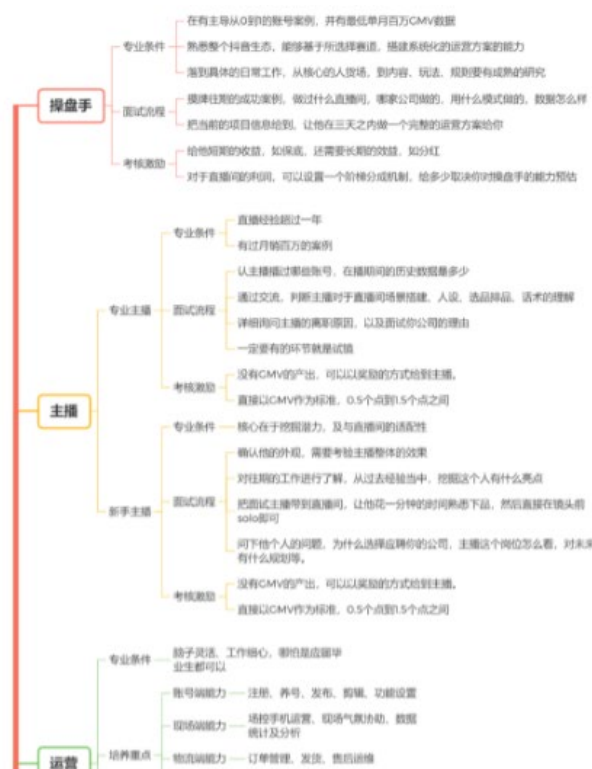 操盘手
专业条件
在有主导从0到1的账号案例，并有最低单月百万GMV数据
熟悉整个抖音生态，能够基于所选择赛道，搭建系统化的运营方案的能力
落到具体的日常工作，从核心的人货场，到内容、玩法、规则要有成熟的研究
面试流程
摸牌往期的成功案例，做过什么直播间，哪家公司做的，用什么模式做的，数据怎么样
把当前的项目信息给到，让他在三天之内做一个完整的运营方案给你
考核激励
给他短期的收益，如保底，还需要长期的效益，如分红
对于直播间的利润，可以设置一个阶梯分成机制，给多少取决你对操盘手的能力预估
主播
专业主播
专业条件
直播经验超过一年
有过月销百万的案例
面试流程
认主播播过哪些账号，在播期间的历史数据是多少
通过交流，判断主播对于直播间场景搭建、人设、选品排品、话术的理解
详细询问主播的离职原因，以及面试你公司的理由
一定要有的环节就是试镜
考核激励
没有GMV的产出，可以以奖励的方式给到主播。
直接以GMV作为标准，0.5个点到1.5个点之间
新手主播
专业条件
核心在于挖掘潜力，及与直播间的适配性
面试流程
确认他的外观，需要考验主播整体的效果
对往期的工作进行了解，从过去经验当中，挖掘这个人有什么亮点
把面试主播带到直播间，让他花一分钟的时间熟悉下品，然后直接在镜头前
solo即可
问下他个人的问题，为什么选择应聘你的公司，主播这个岗位怎么看，对未来
有什么规划等。
考核激励
没有GMV的产出，可以以奖励的方式给到主播。
直接以GMV作为标准，0.5个点到1.5个点之间
运营
专业条件
脑子灵活、工作细心，哪怕是应届毕
业生都可以
培养重点
账号端能力
注册、养号、发布、剪辑、功能设置
现场端能力
场控手机运营、现场气氛协助、数据
统计及分析
物流端能力
订单管理、发货、售后运维